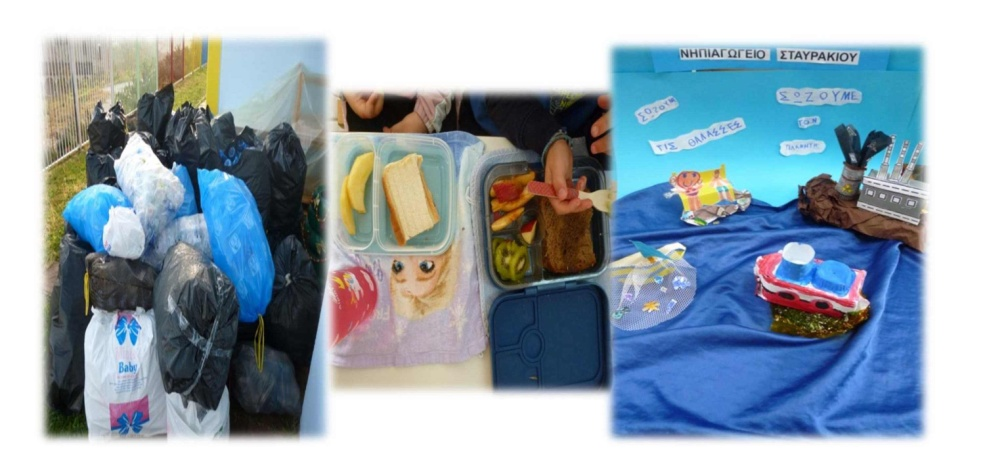 Baby
ΝΗΠΙΑΓΩΓΕΙΟ ΣΤΑΥΡΑΚΙΟΥ
ΣΩΖΟΥΜΕ
ΤΙΣ ΘΑΛΑΣΣΕΣ
ΣΩΖΟΥΜΕ
ΤΟΝ
ΠΛΑΝΗΤΗ